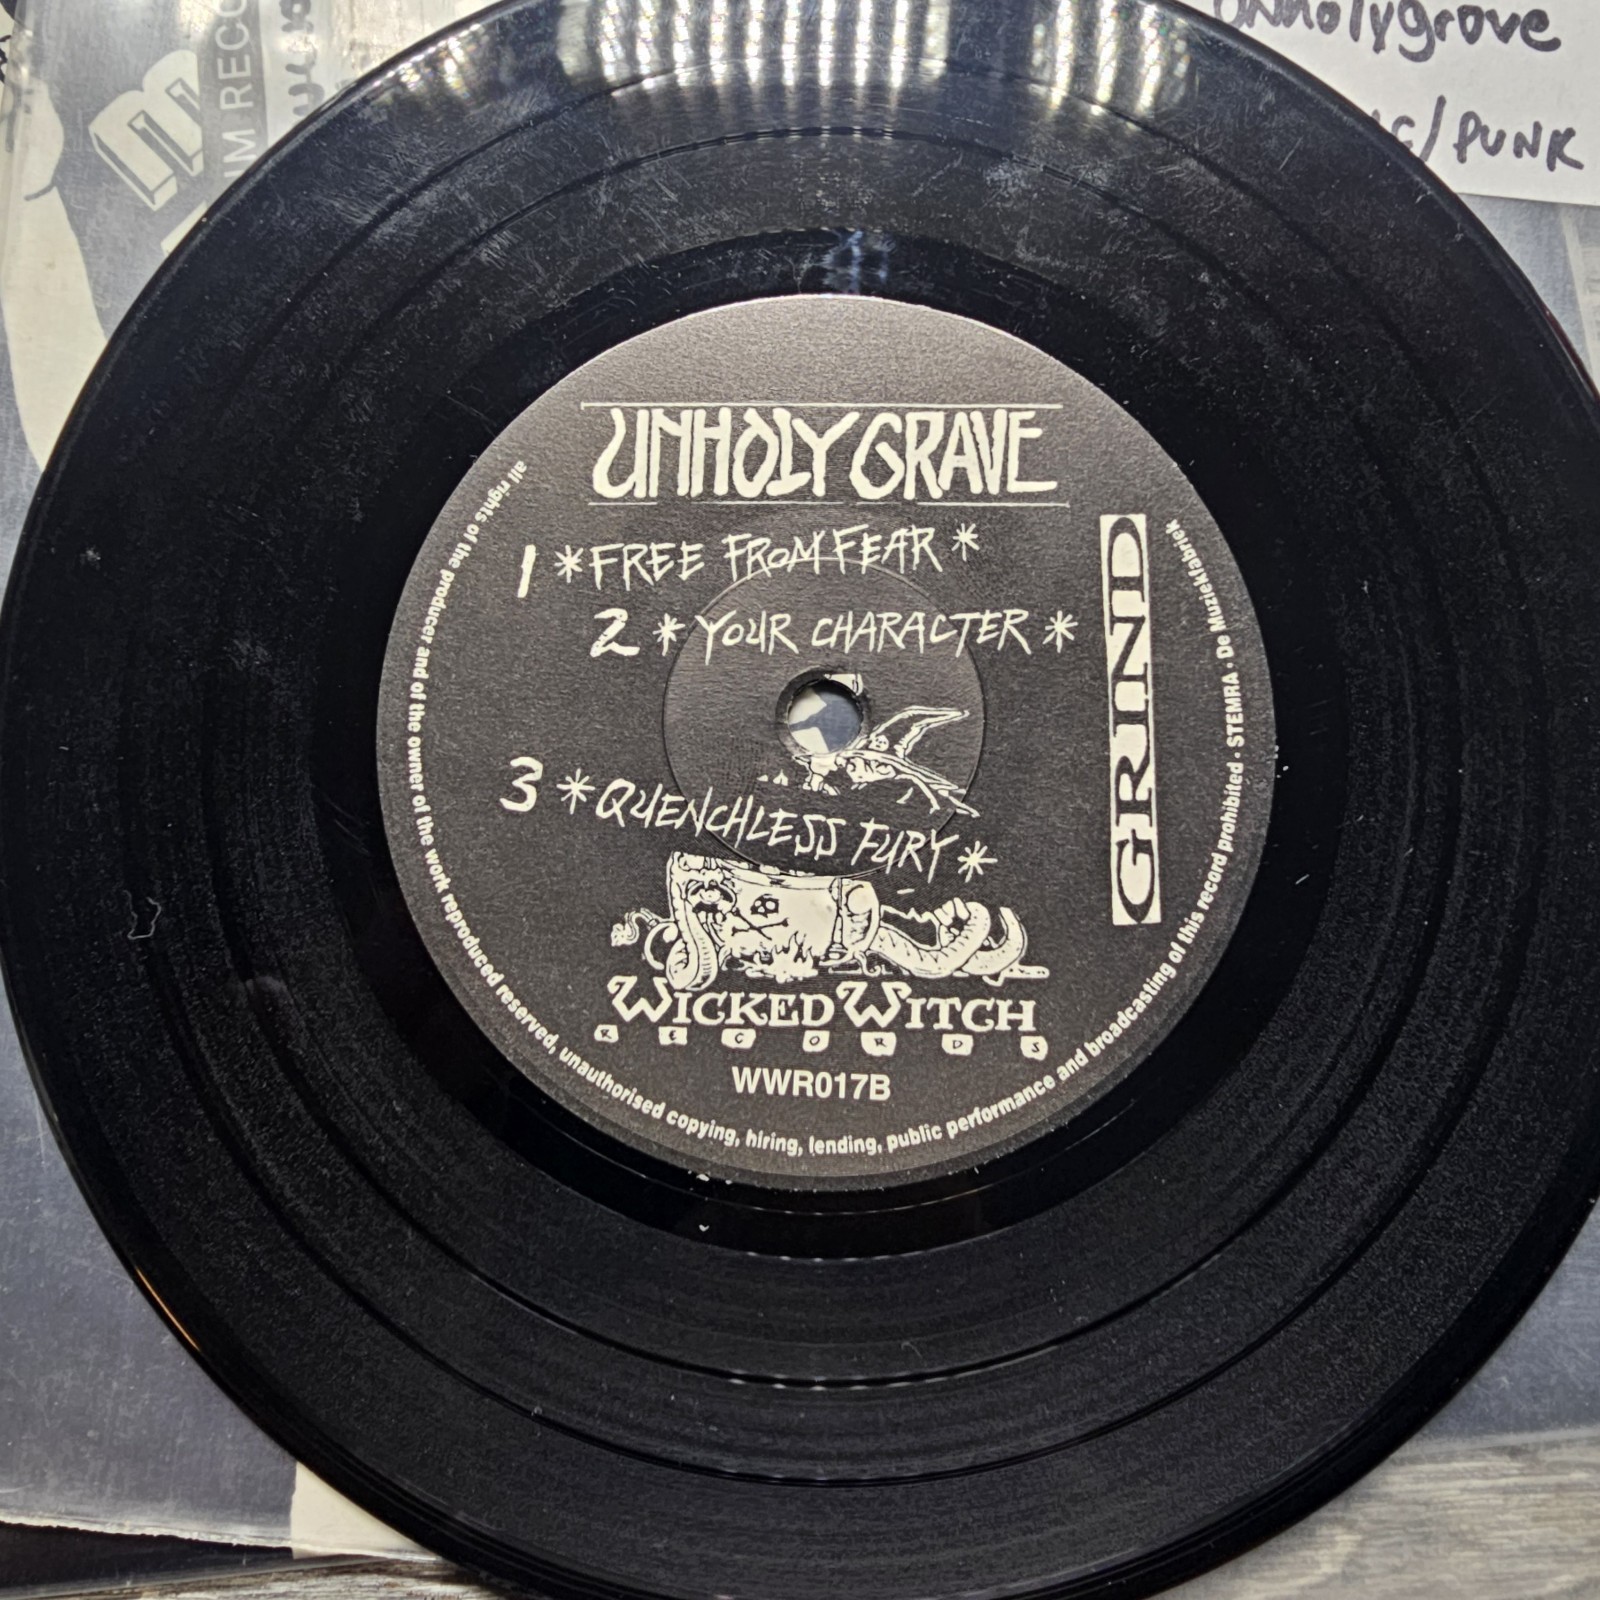 unholygrove
/PUNK
UNHOLY GRAVE
1 *FREE FROM FEAR*
2 *YOUR CHARACTER*
3 *QUENCHLESS FURY*
GRIND
WICKED WITCH
RECORDS
WWR017B
all rights of the producer and of the owner of the work reproduced reserved, unauthorised copying, hiring, lending, public performance and broadcasting of this record prohibited · STEMRA · De Muziekfabriek